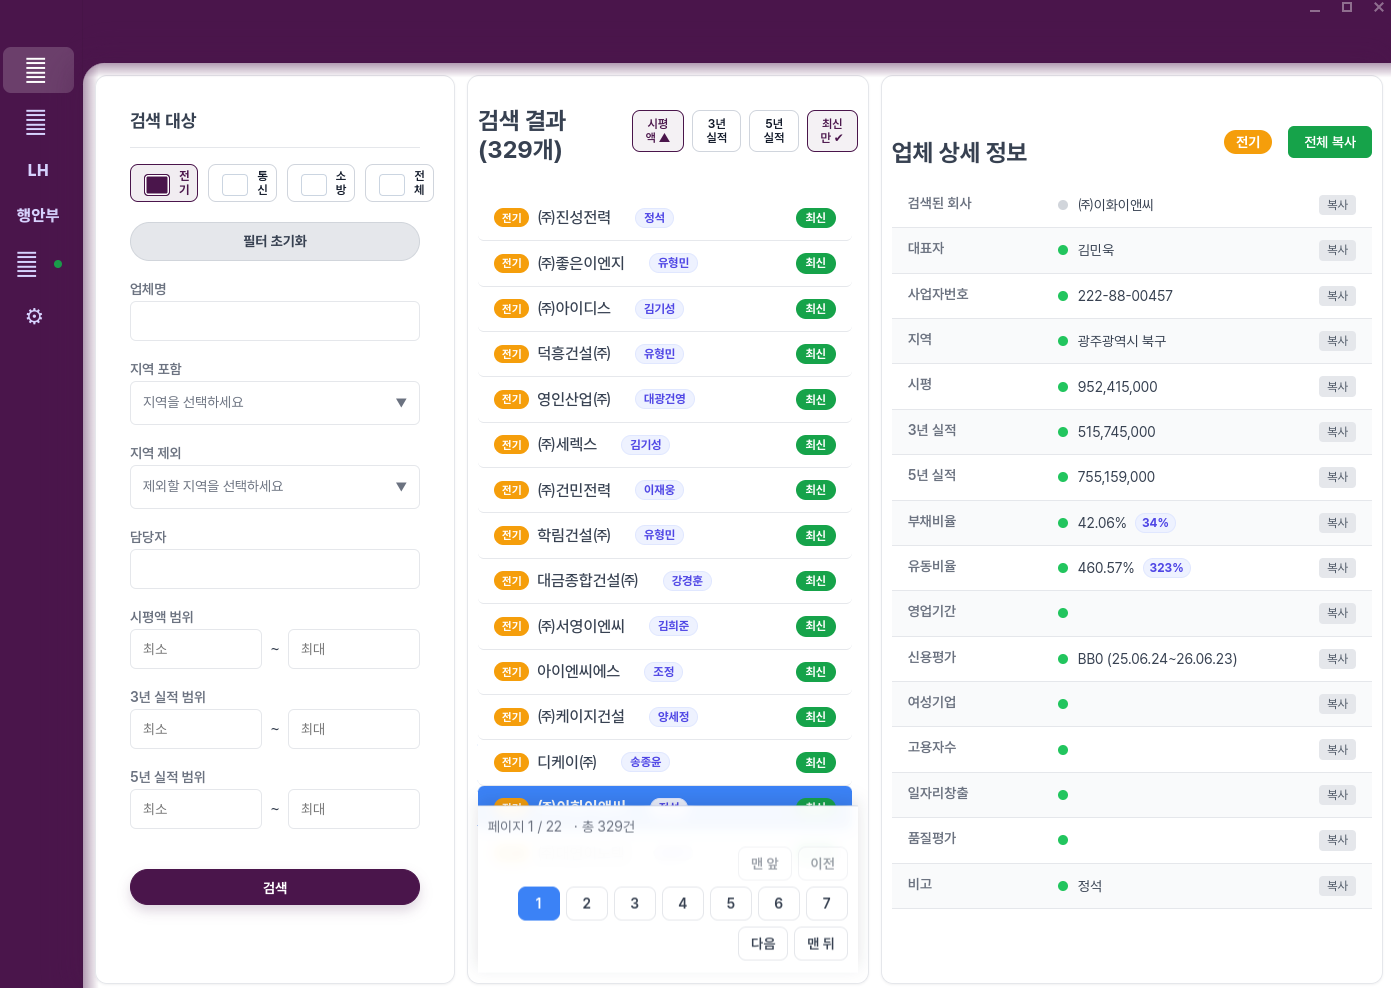 LH
행안부
⚙
검색 대상
전기
통신
소방
전체
필터 초기화
업체명
지역 포함
지역을 선택하세요 ▼
지역 제외
제외할 지역을 선택하세요 ▼
담당자
시평액 범위
최소 ~ 최대
3년 실적 범위
최소 ~ 최대
5년 실적 범위
최소 ~ 최대
검색
검색 결과
(329개)
시평액 ▲
3년 실적
5년 실적
최신만 ✔
전기 ㈜진성전력 정석 최신
전기 ㈜좋은이엔지 유형민 최신
전기 ㈜아이디스 김기성 최신
전기 덕흥건설㈜ 유형민 최신
전기 영인산업㈜ 대광건영 최신
전기 ㈜세렉스 김기성 최신
전기 ㈜건민전력 이재웅 최신
전기 학림건설㈜ 유형민 최신
전기 대금종합건설㈜ 강경훈 최신
전기 ㈜서영이엔씨 김희준 최신
전기 아이엔씨에스 조정 최신
전기 ㈜케이지건설 양세정 최신
전기 디케이㈜ 송종윤 최신
전기 ㈜이화이앤씨 정석 최신
페이지 1 / 22 · 총 329건
맨 앞 이전
1 2 3 4 5 6 7
다음 맨 뒤
업체 상세 정보 전기 전체 복사
검색된 회사 ㈜이화이앤씨 복사
대표자 김민욱 복사
사업자번호 222-88-00457 복사
지역 광주광역시 북구 복사
시평 952,415,000 복사
3년 실적 515,745,000 복사
5년 실적 755,159,000 복사
부채비율 42.06% 34% 복사
유동비율 460.57% 323% 복사
영업기간 복사
신용평가 BB0 (25.06.24~26.06.23) 복사
여성기업 복사
고용자수 복사
일자리창출 복사
품질평가 복사
비고 정석 복사